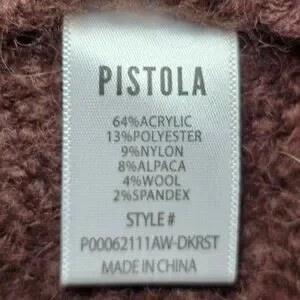 PISTOLA
64%ACRYLIC
13%POLYESTER
9%NYLON
8%ALPACA
4%WOOL
2%SPANDEX
STYLE #
P00062111AW-DKRST
MADE IN CHINA